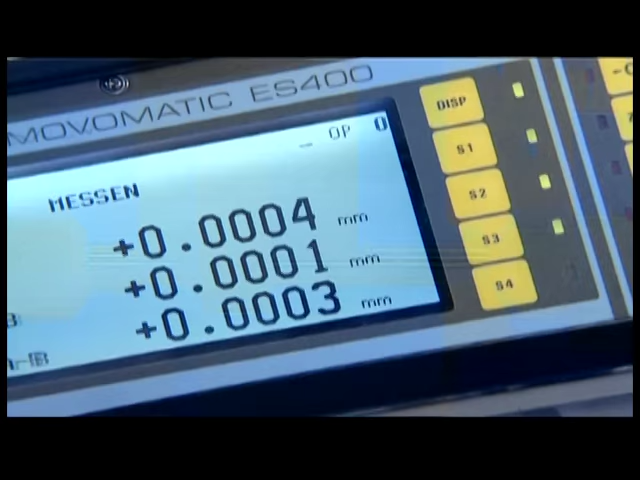 MOVOMATIC ES400
_ OP 0
MESSEN
+0.0004 mm
+0.0001 mm
+0.0003 mm
DISP
S1
S2
S3
S4